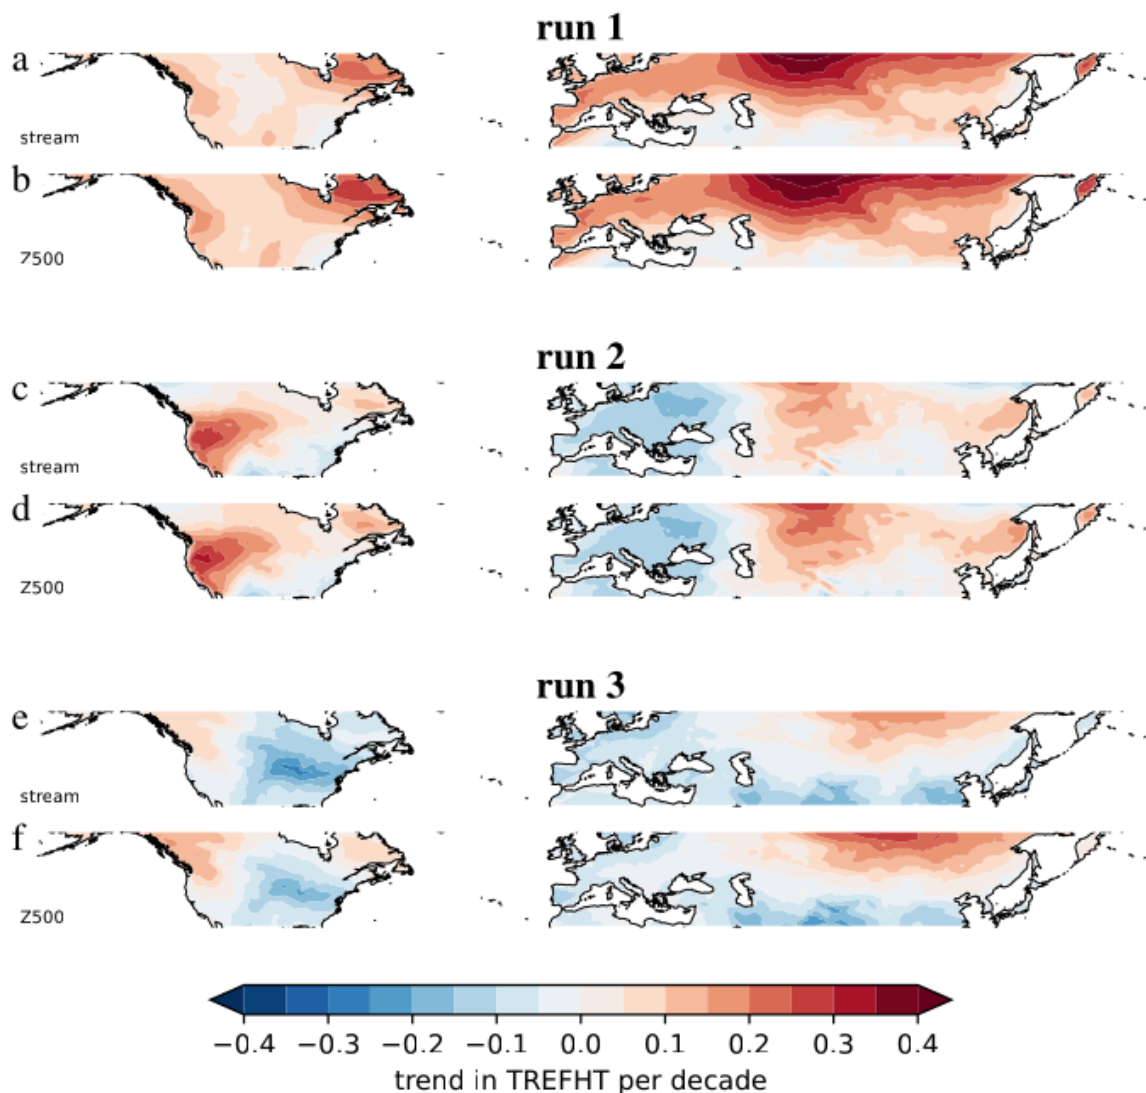 run 1
a
stream
b
Z500
run 2
c
stream
d
Z500
run 3
e
stream
f
Z500
−0.4 −0.3 −0.2 −0.1 0.0 0.1 0.2 0.3 0.4
trend in TREFHT per decade